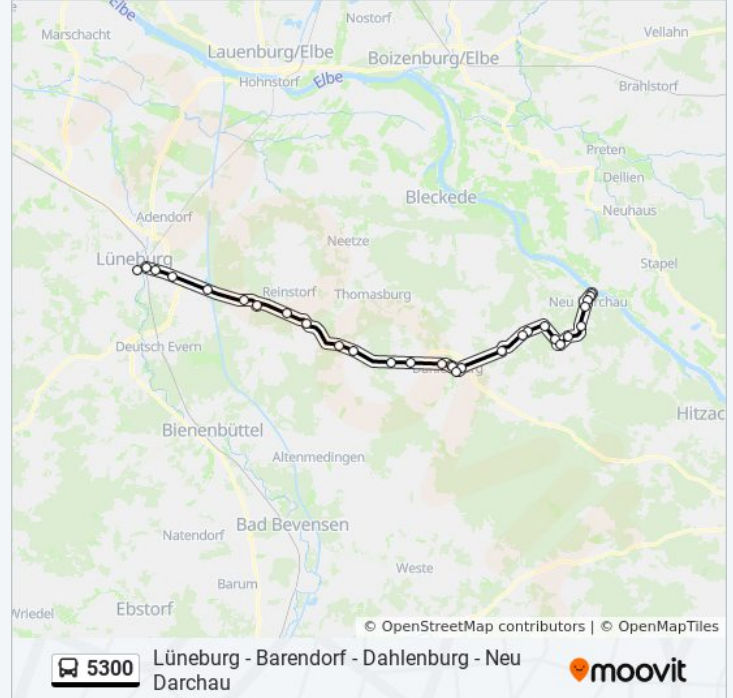 Elbe
Nostorf
Marschacht
Vellahn
Lauenburg/Elbe
Boizenburg/Elbe
Hohnstorf
Elbe
Brahlstorf
Preten
Dellien
Bleckede
Neuhaus
Adendorf
Neetze
Lüneburg
Stapel
Reinstorf
Thomasburg
Neu Darchau
Deutsch Evern
Dahlenburg
Hitzac
Bienenbüttel
Altenmedingen
Bad Bevensen
Natendorf
Weste
Barum
Wriedel
Ebstorf
© OpenStreetMap contributors | © OpenMapTiles
5300
Lüneburg - Barendorf - Dahlenburg - Neu
Darchau
moovit